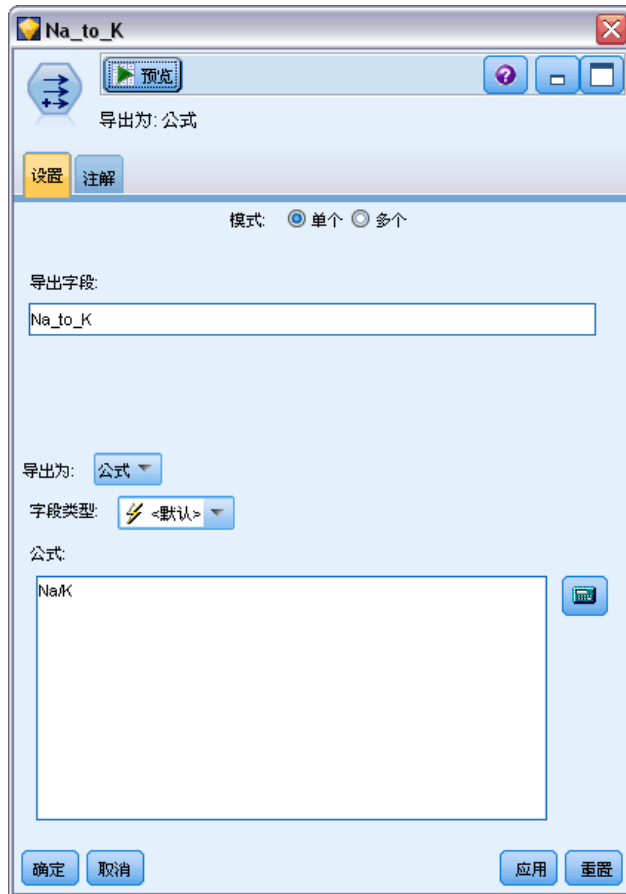 Na_to_K
预览
导出为: 公式
设置 注解
模式: 单个 多个
导出字段:
Na_to_K
导出为: 公式
字段类型: <默认>
公式:
Na/K
确定 取消 应用 重置